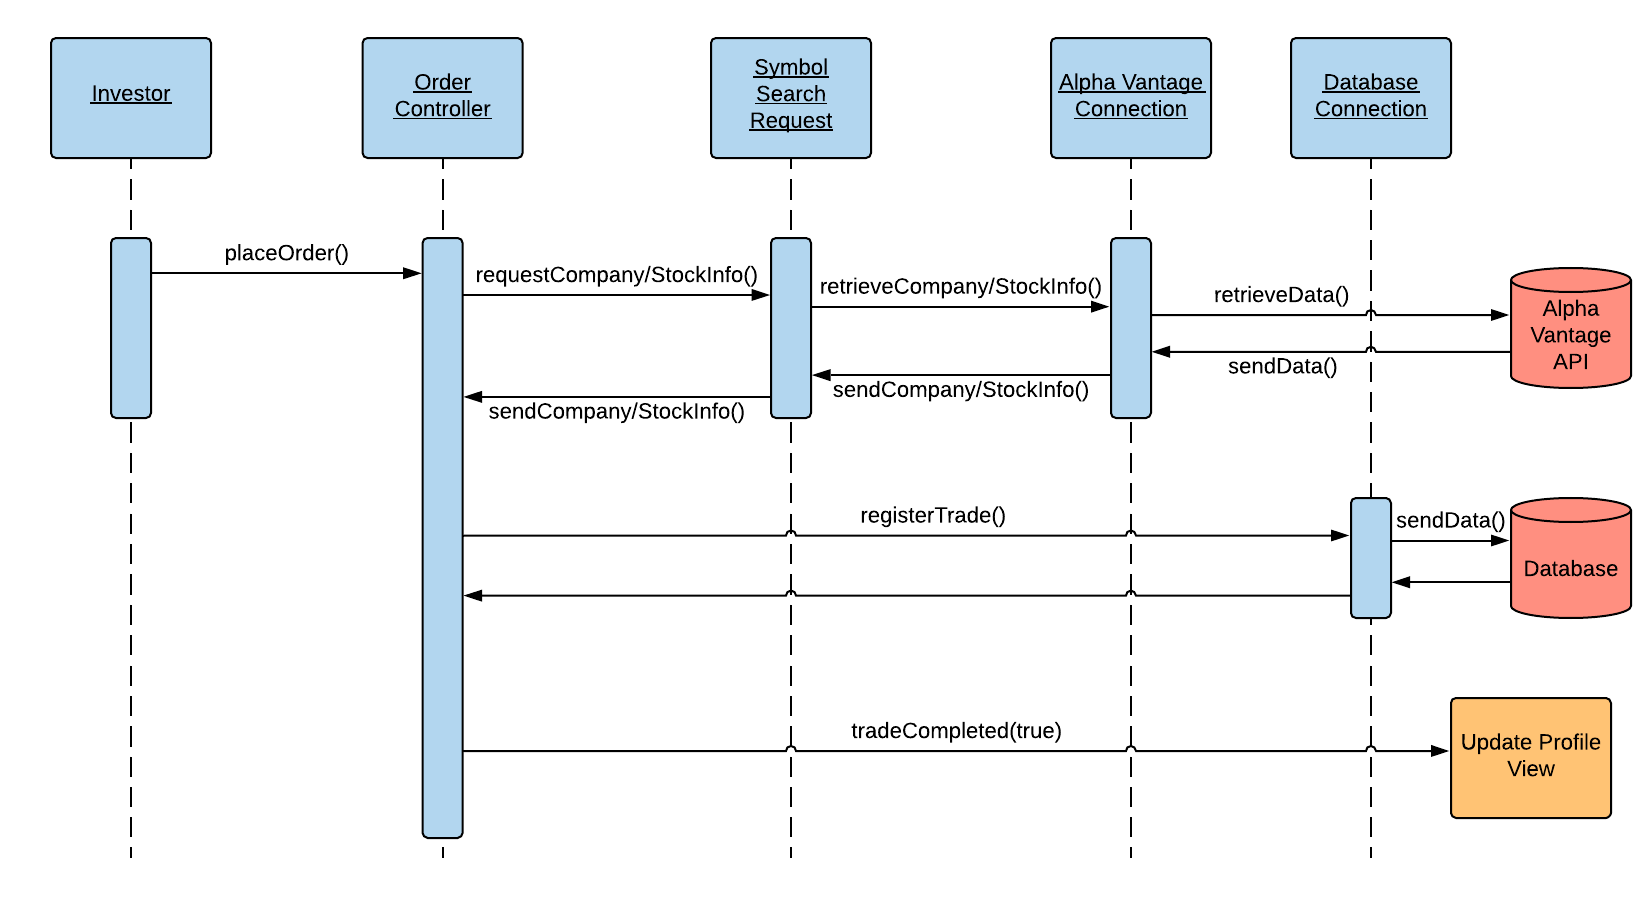 Investor
Order
Controller
Symbol
Search
Request
Alpha Vantage
Connection
Database
Connection
placeOrder()
requestCompany/StockInfo()
retrieveCompany/StockInfo()
retrieveData()
Alpha
Vantage
API
sendData()
sendCompany/StockInfo()
sendCompany/StockInfo()
registerTrade()
sendData()
Database
tradeCompleted(true)
Update Profile
View